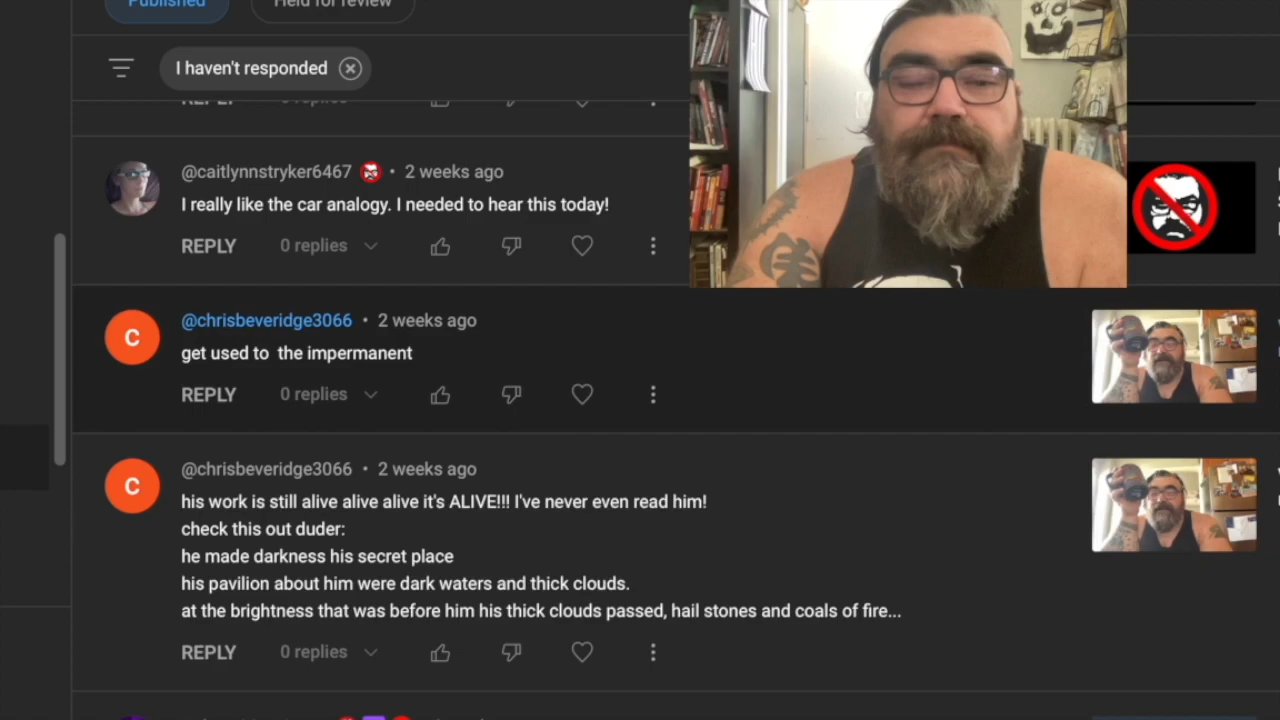 Published
Held for review
I haven't responded
REPLY 0 replies
@caitlynnstryker6467 • 2 weeks ago
I really like the car analogy. I needed to hear this today!
REPLY 0 replies
@chrisbeveridge3066 • 2 weeks ago
get used to  the impermanent
REPLY 0 replies
@chrisbeveridge3066 • 2 weeks ago
his work is still alive alive alive it's ALIVE!!! I've never even read him!
check this out duder:
he made darkness his secret place
his pavilion about him were dark waters and thick clouds.
at the brightness that was before him his thick clouds passed, hail stones and coals of fire...
REPLY 0 replies